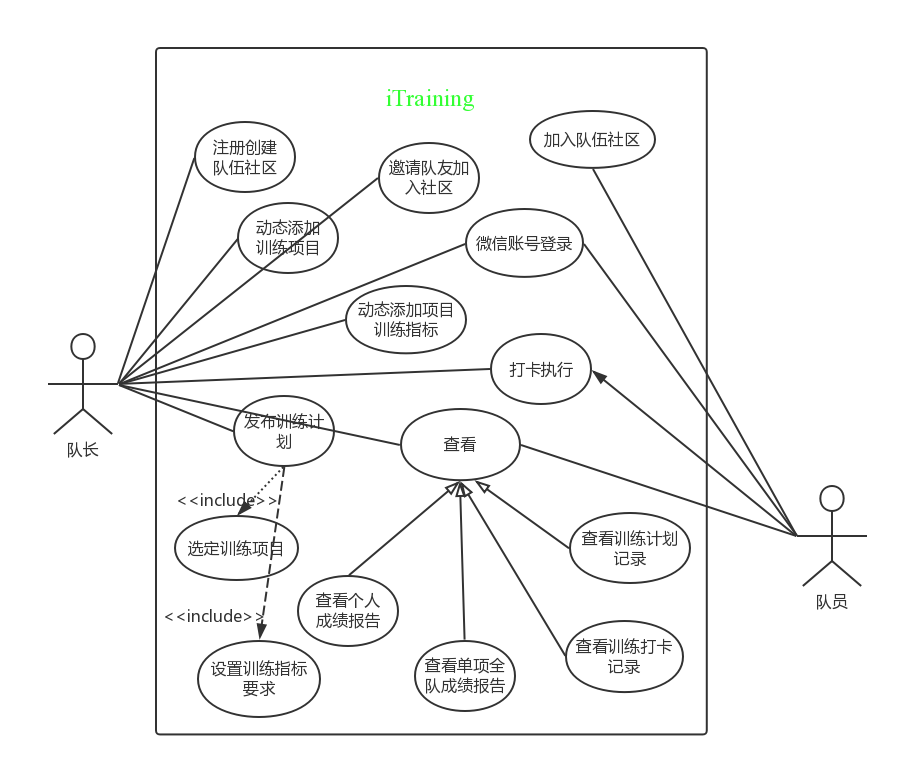 iTraining
注册创建
队伍社区
邀请队友加
入社区
加入队伍社区
动态添加
训练项目
微信账号登录
动态添加项目
训练指标
打卡执行
发布训练计
划
查看
队长
<<include>>
选定训练项目
查看训练计划
记录
队员
<<include>>
查看个人
成绩报告
设置训练指标
要求
查看单项全
队成绩报告
查看训练打卡
记录